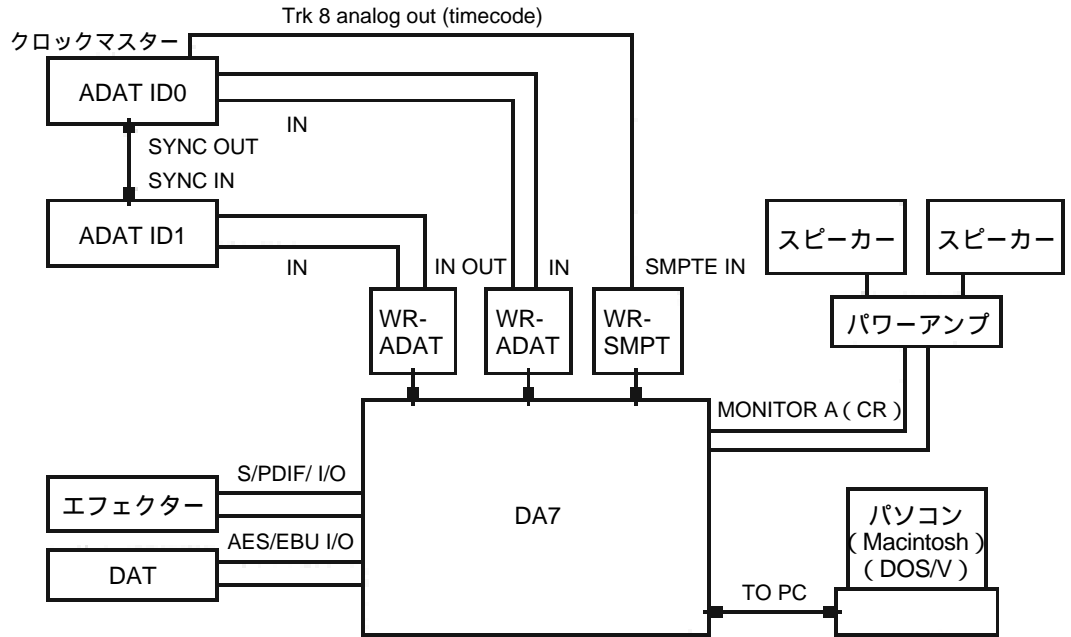 Trk 8 analog out (timecode)
クロックマスター
ADAT ID0
IN
SYNC OUT
SYNC IN
ADAT ID1
IN
IN OUT
IN
SMPTE IN
スピーカー
スピーカー
WR-
ADAT
WR-
ADAT
WR-
SMPT
パワーアンプ
MONITOR A ( CR )
S/PDIF/ I/O
エフェクター
AES/EBU I/O
DAT
DA7
パソコン
( Macintosh )
( DOS/V )
TO PC